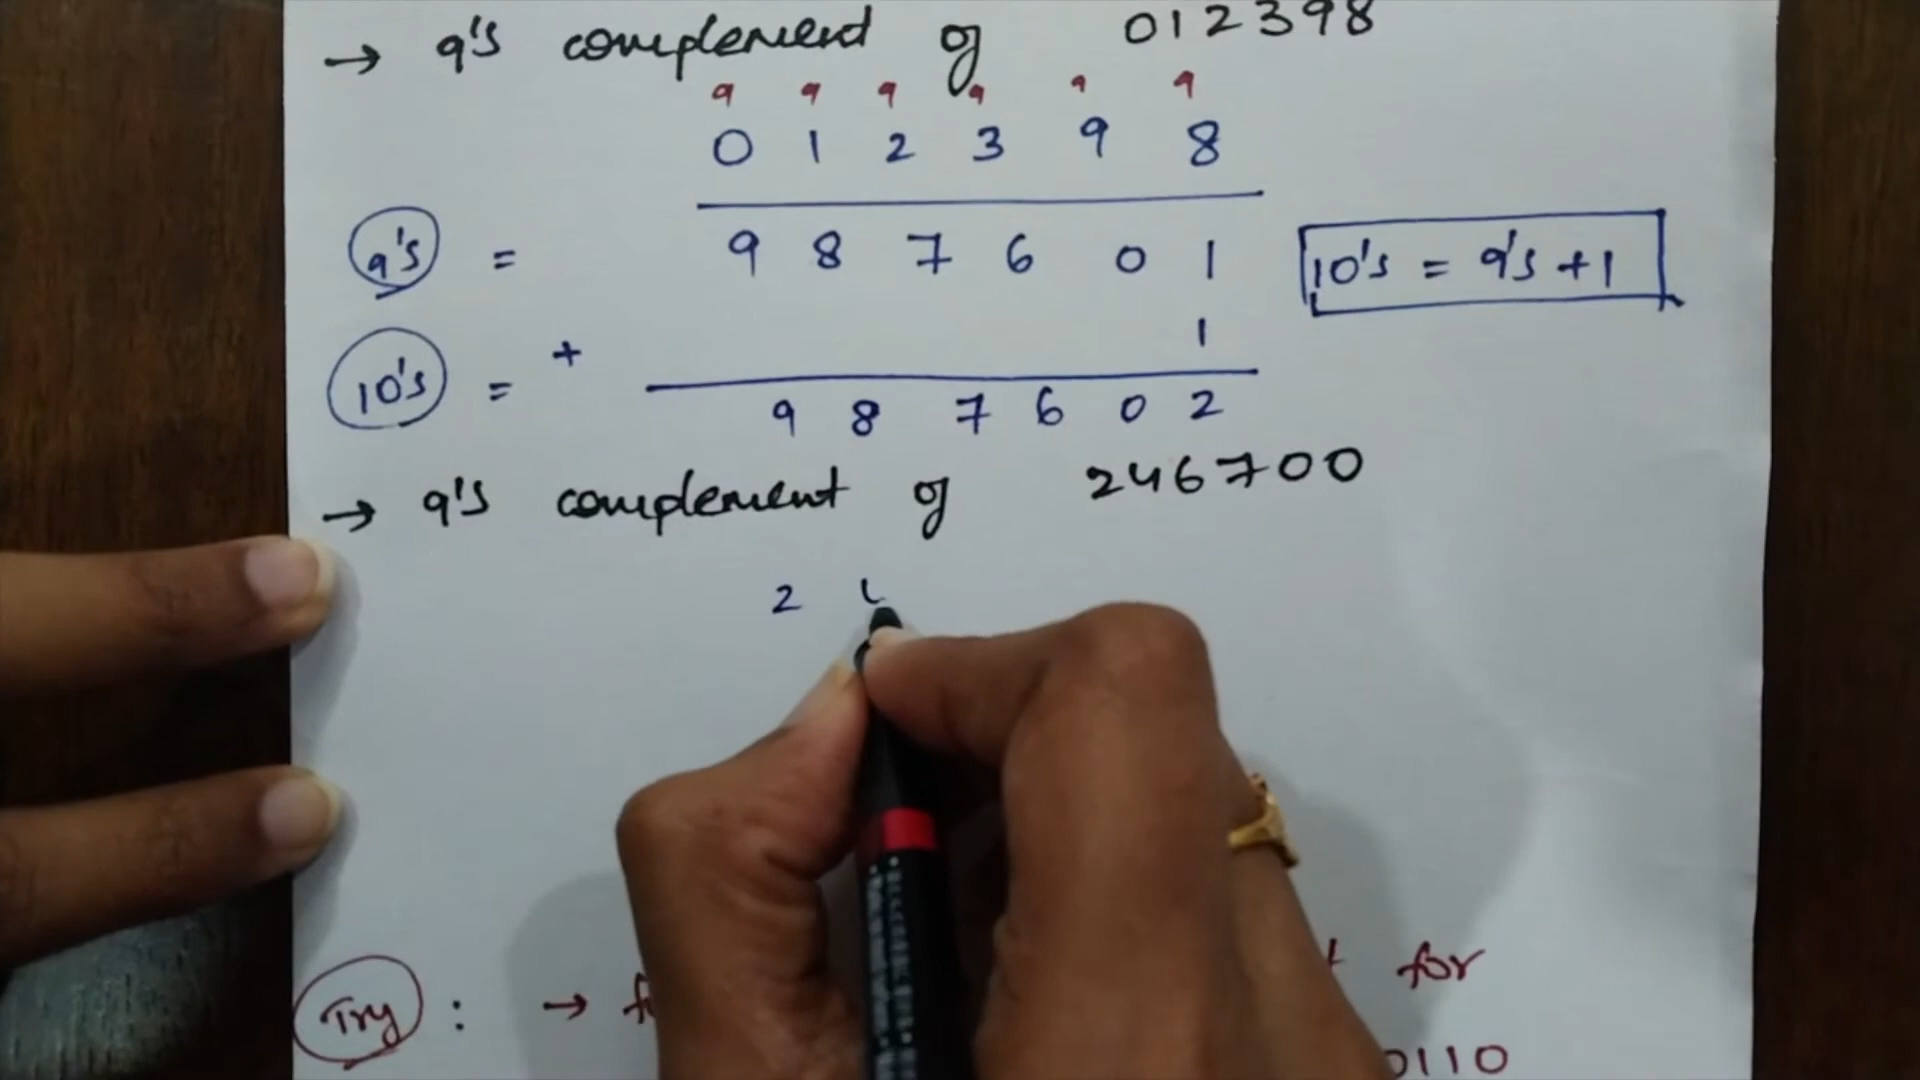 → 9's complement of 012398
9 9 9 9 9 9
0 1 2 3 9 8
9's = 9 8 7 6 0 1
10's = 9's + 1
1
10's = +
9 8 7 6 0 2
→ 9's complement of 246700
2
Try : → for
0110